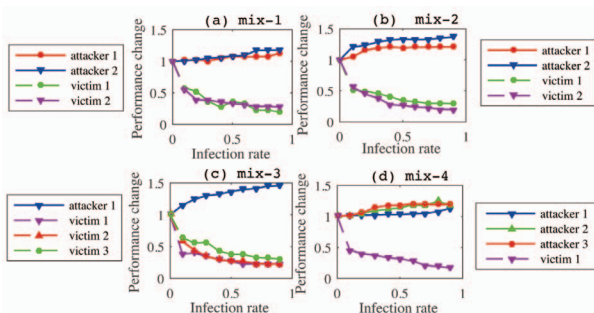 (a) mix-1
attacker 1
attacker 2
victim 1
victim 2
Performance change
1.5
1
0.5
0
0
0.5
1
Infection rate
(b) mix-2
Performance change
1.5
1
0.5
0
0
0.5
1
Infection rate
attacker 1
attacker 2
victim 1
victim 2
(c) mix-3
attacker 1
victim 1
victim 2
victim 3
Performance change
1.5
1
0.5
0
0
0.5
1
Infection rate
(d) mix-4
Performance change
1.5
1
0.5
0
0
0.5
1
Infection rate
attacker 1
attacker 2
attacker 3
victim 1